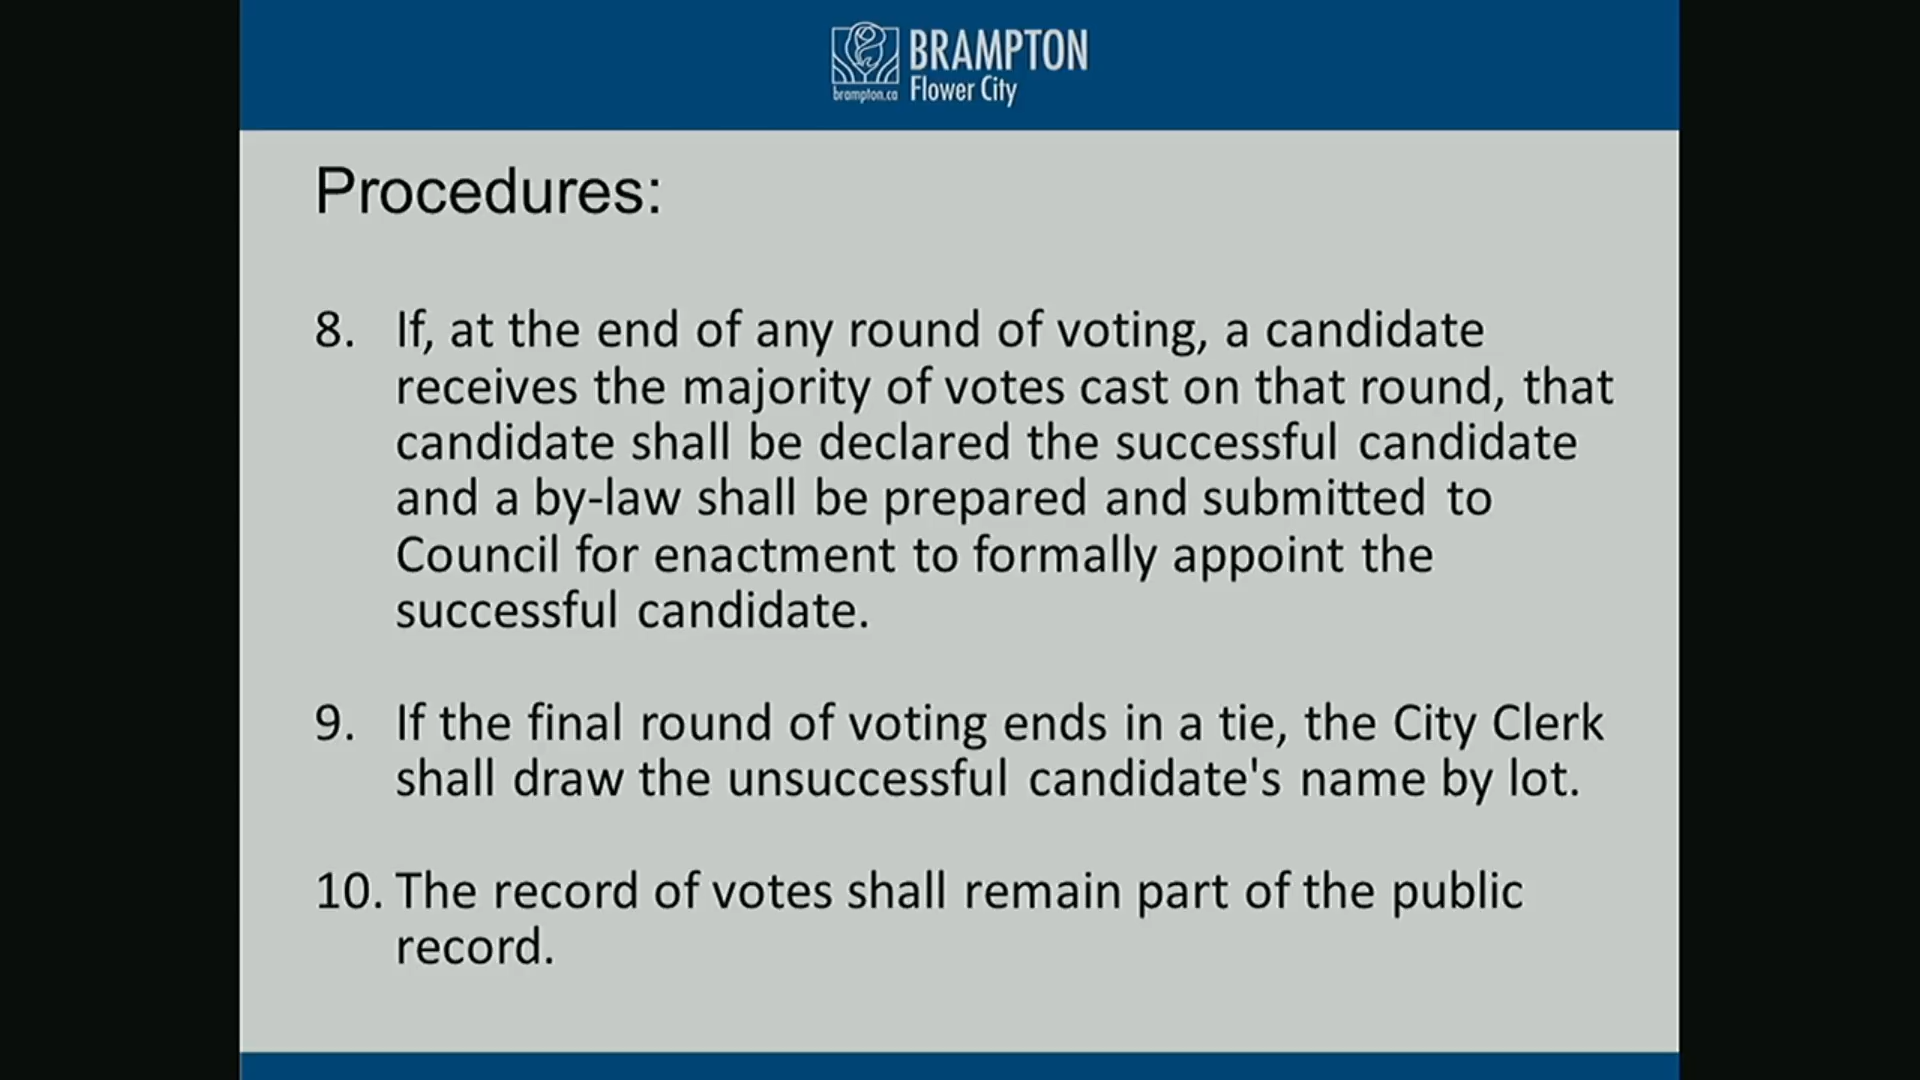 BRAMPTON
brampton.ca
Flower City
Procedures:
8. If, at the end of any round of voting, a candidate
receives the majority of votes cast on that round, that
candidate shall be declared the successful candidate
and a by-law shall be prepared and submitted to
Council for enactment to formally appoint the
successful candidate.
9. If the final round of voting ends in a tie, the City Clerk
shall draw the unsuccessful candidate's name by lot.
10. The record of votes shall remain part of the public
record.